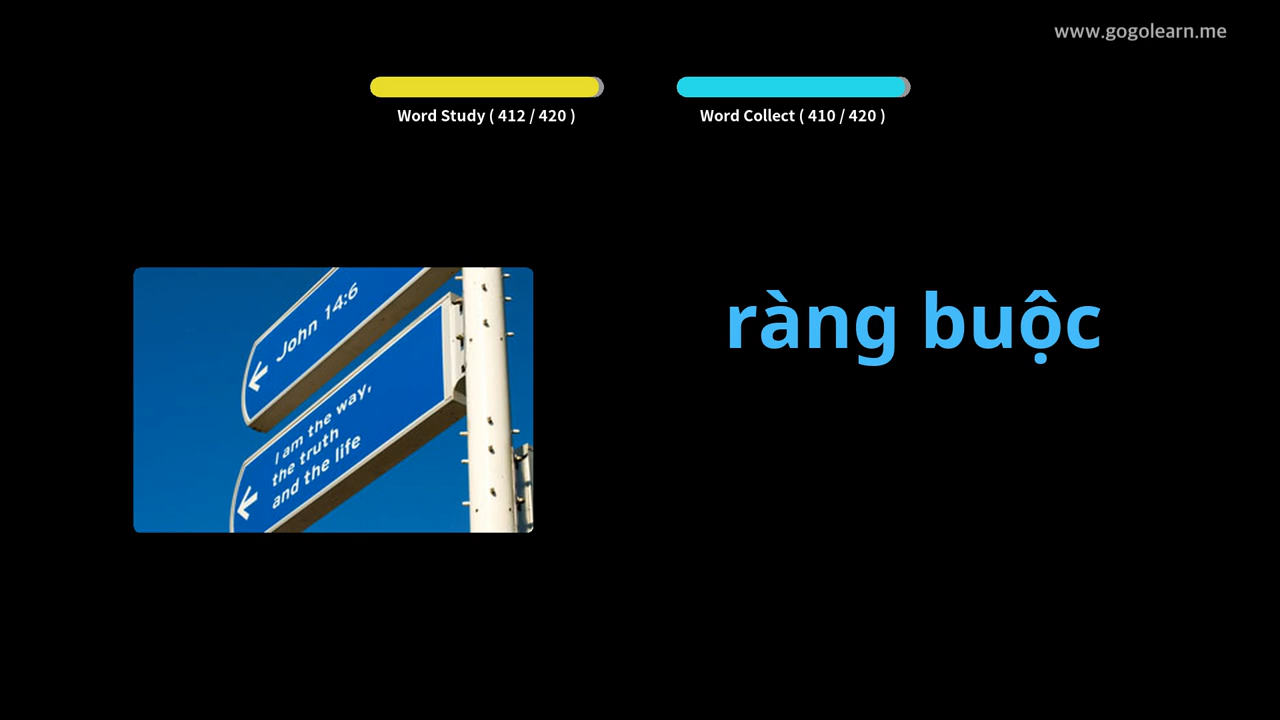 www.gogolearn.me
Word Study ( 412 / 420 )
Word Collect ( 410 / 420 )
John 14:6
I am the way,
the truth
and the life
ràng buộc